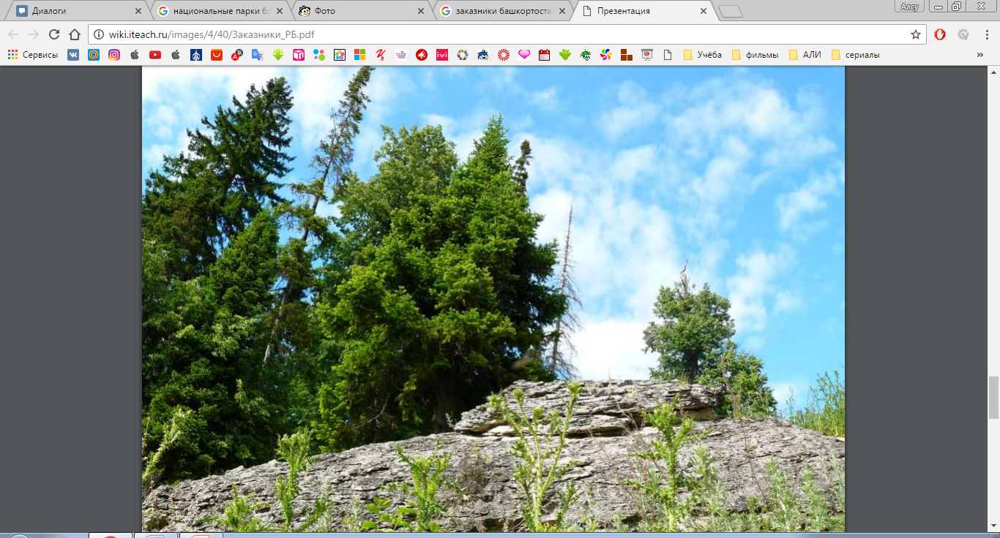 Диалоги
национальные парки ба
Фото
заказники башкортоста
Презентация
Алсу
wiki.iteach.ru/images/4/40/Заказники_РБ.pdf
Сервисы
ivi
Учёба
фильмы
АЛИ
сериалы